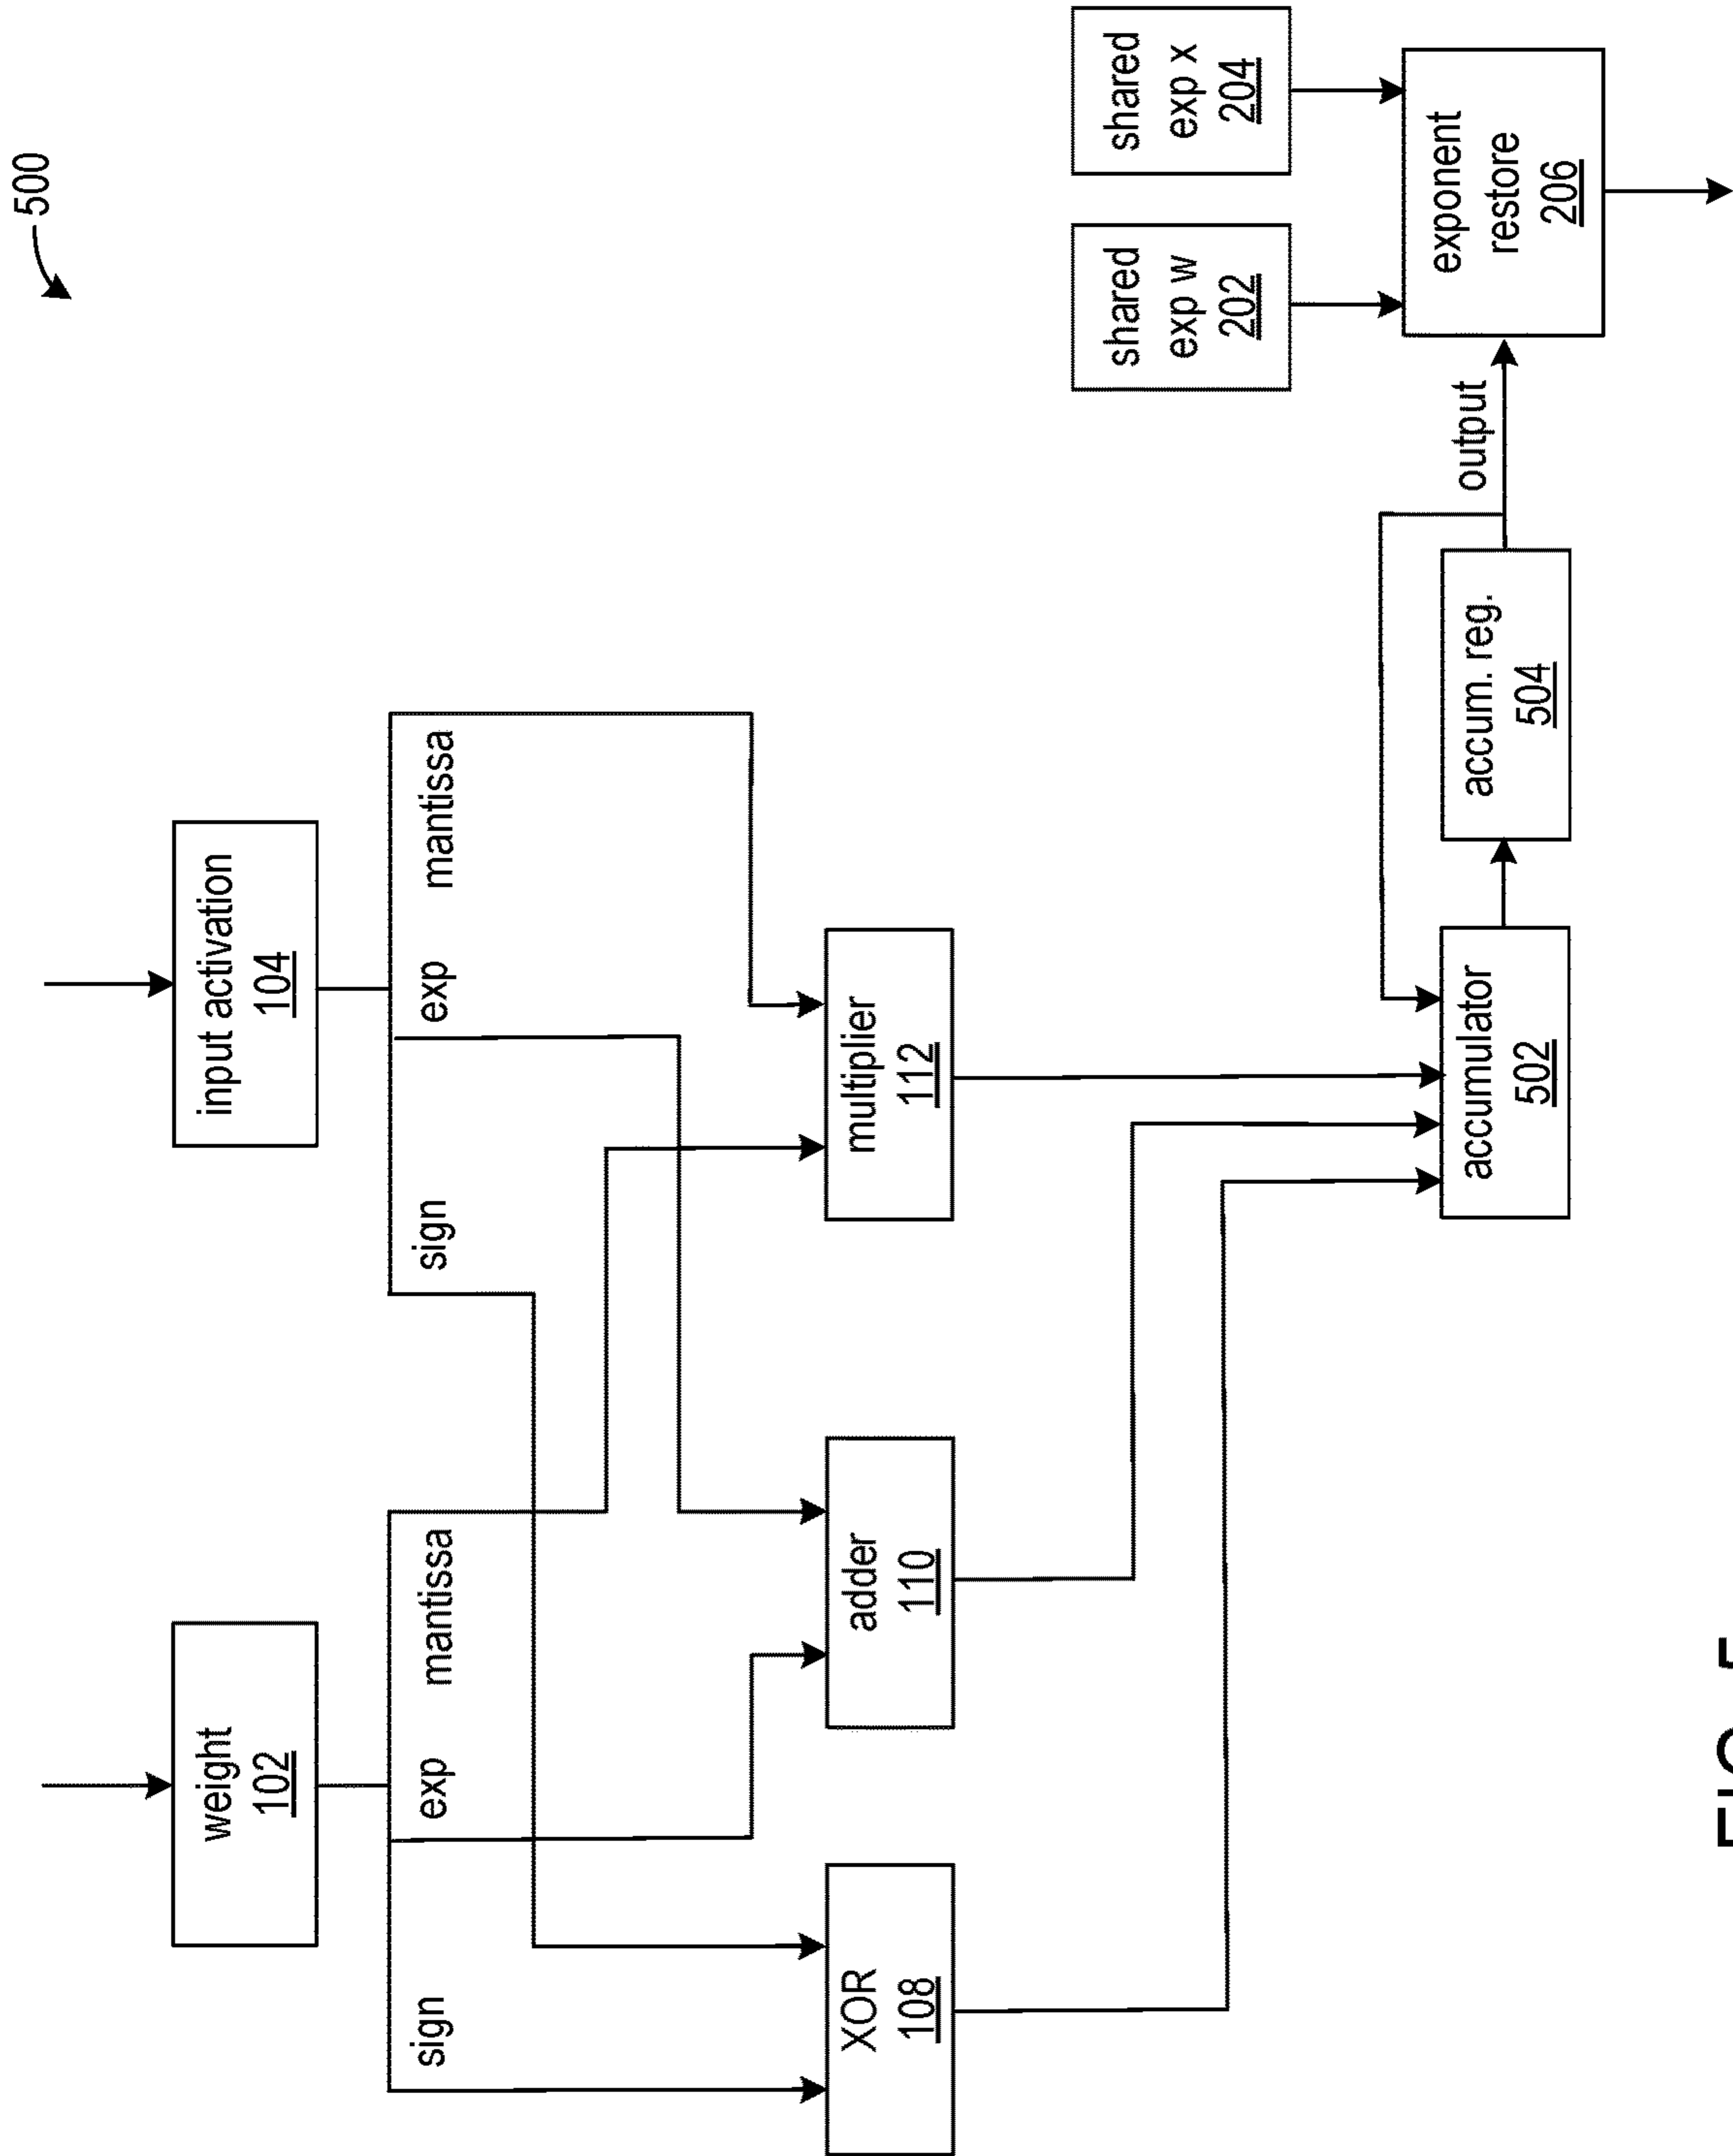 500
weight
102
input activation
104
sign
exp
mantissa
sign
exp
mantissa
XOR
108
adder
110
multiplier
112
accumulator
502
accum. reg.
504
output
shared
exp w
202
shared
exp x
204
exponent
restore
206